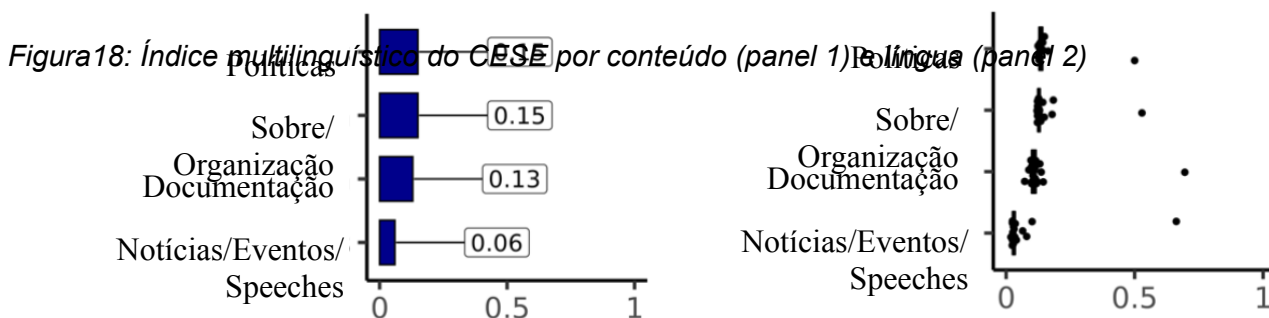 Figura18: Índice multilinguístico do CESE por conteúdo (panel 1) e língua (panel 2)
Políticas
0.15
Sobre/
Organização
0.15
Documentação
0.13
Notícias/Eventos/
Speeches
0.06
0 0.5 1
Políticas
Sobre/
Organização
Documentação
Notícias/Eventos/
Speeches
0 0.5 1